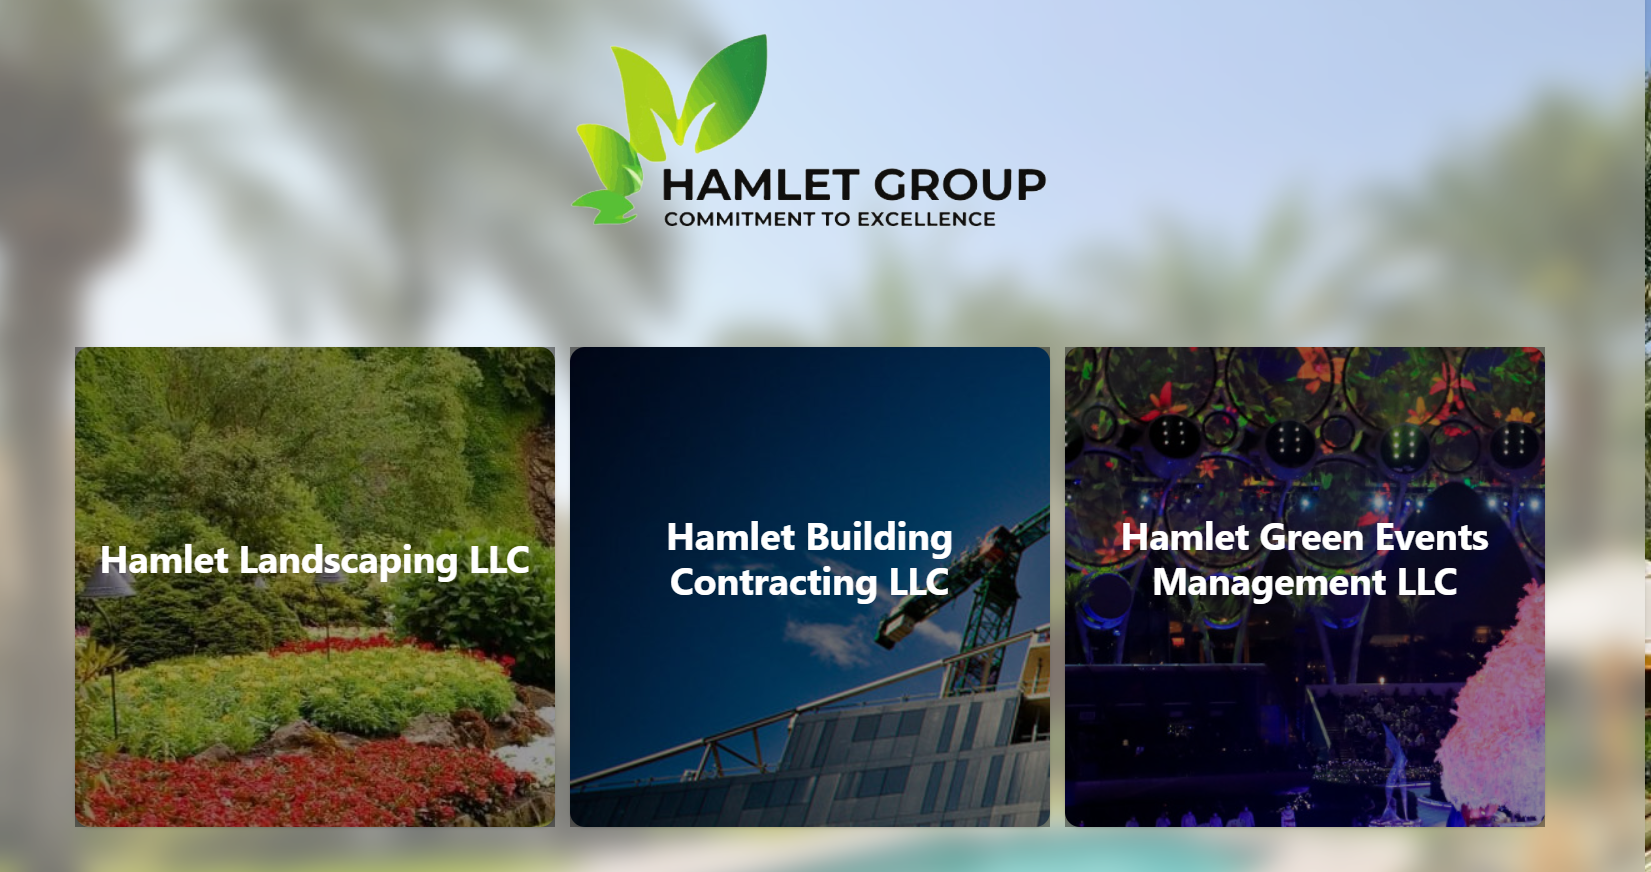 HAMLET GROUP
COMMITMENT TO EXCELLENCE
Hamlet Landscaping LLC
Hamlet Building
Contracting LLC
Hamlet Green Events
Management LLC